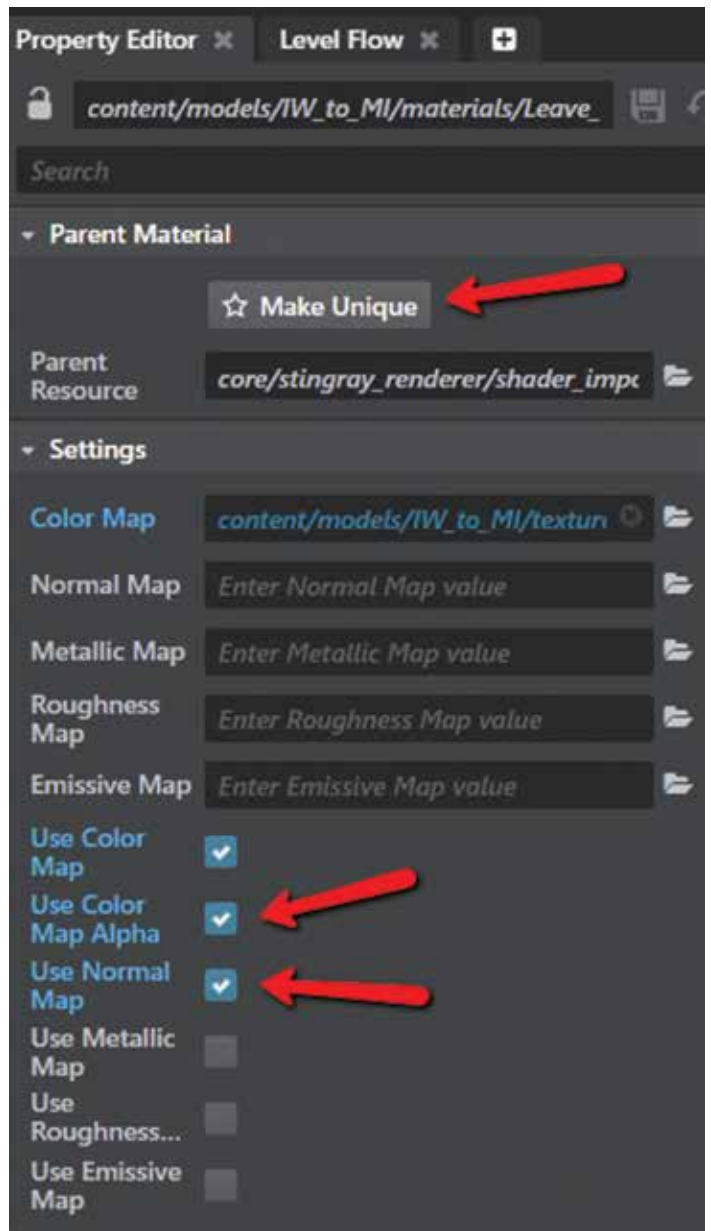 Property Editor Level Flow
content/models/IW_to_MI/materials/Leave_
Search
Parent Material
Make Unique
Parent
Resource
core/stingray_renderer/shader_impo
Settings
Color Map content/models/IW_to_MI/textur
Normal Map Enter Normal Map value
Metallic Map Enter Metallic Map value
Roughness
Map
Enter Roughness Map value
Emissive Map Enter Emissive Map value
Use Color
Map
Use Color
Map Alpha
Use Normal
Map
Use Metallic
Map
Use
Roughness...
Use Emissive
Map